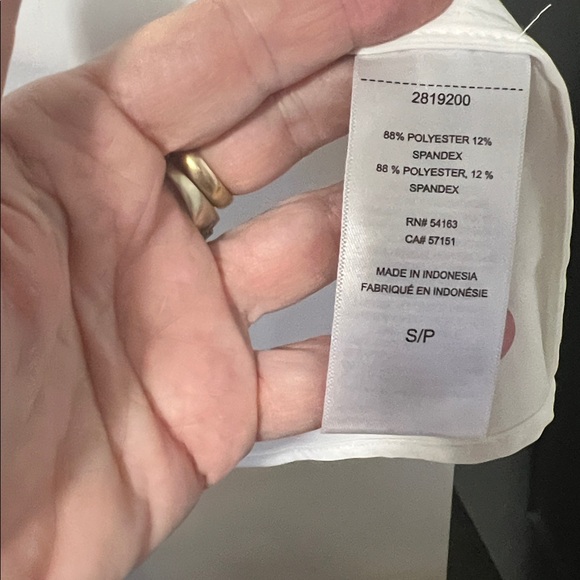 2819200
88% POLYESTER 12%
SPANDEX
88 % POLYESTER, 12 %
SPANDEX
RN# 54163
CA# 57151
MADE IN INDONESIA
FABRIQUÉ EN INDONÉSIE
S/P